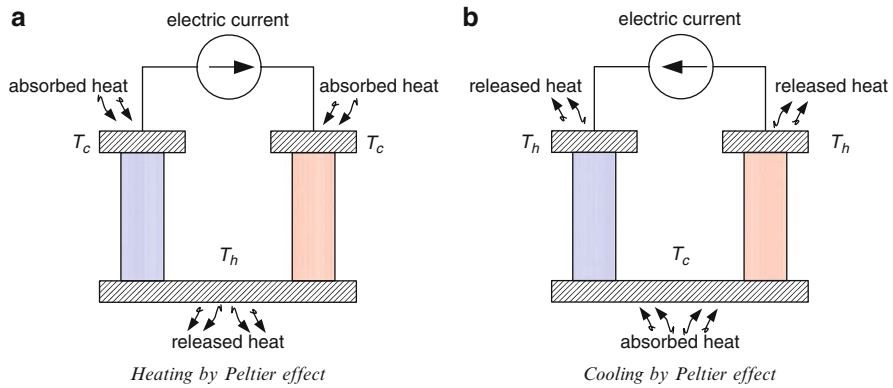 a
electric current
absorbed heat
absorbed heat
T_c
T_c
T_h
released heat
Heating by Peltier effect
b
electric current
released heat
released heat
T_h
T_h
T_c
absorbed heat
Cooling by Peltier effect